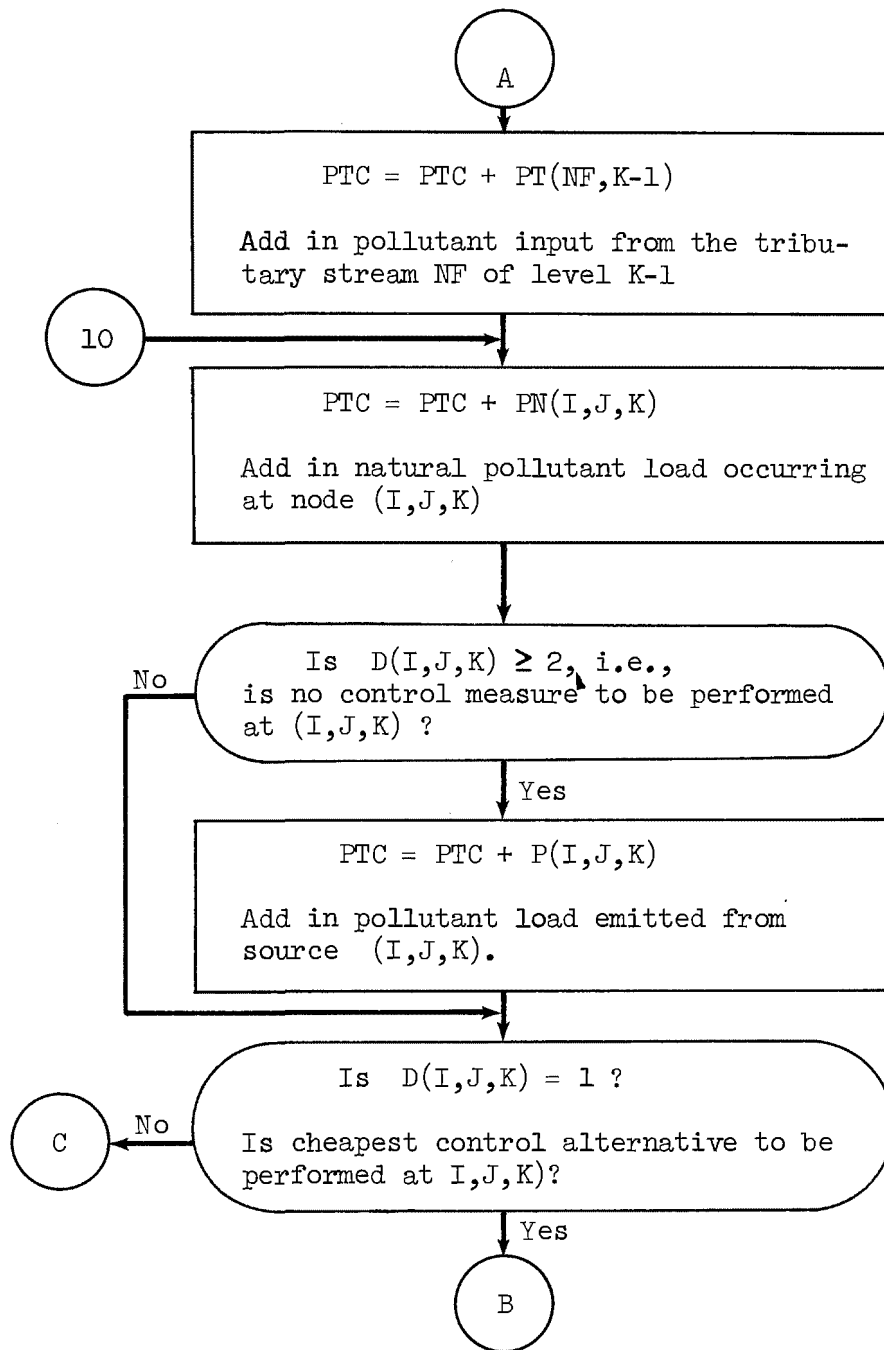 A
PTC = PTC + PT(NF,K-1)
Add in pollutant input from the tribu-
tary stream NF of level K-1
10
PTC = PTC + PN(I,J,K)
Add in natural pollutant load occurring
at node (I,J,K)
Is D(I,J,K) ≥ 2, i.e.,
No
is no control measure to be performed
at (I,J,K) ?
Yes
PTC = PTC + P(I,J,K)
Add in pollutant load emitted from
source (I,J,K).
Is D(I,J,K) = 1 ?
No
C
Is cheapest control alternative to be
performed at I,J,K)?
Yes
B